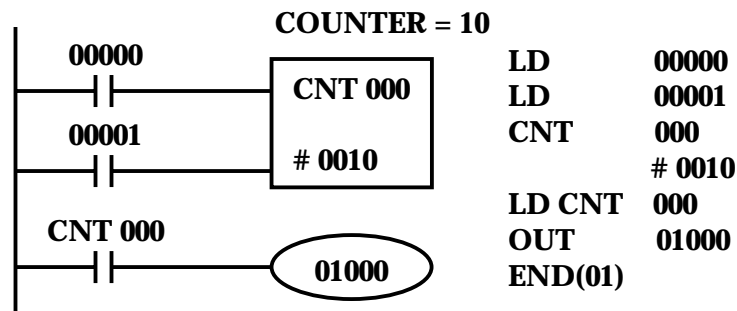 COUNTER = 10
00000
CNT 000
00001
# 0010
CNT 000
01000
LD 00000
LD 00001
CNT 000
# 0010
LD CNT 000
OUT 01000
END(01)